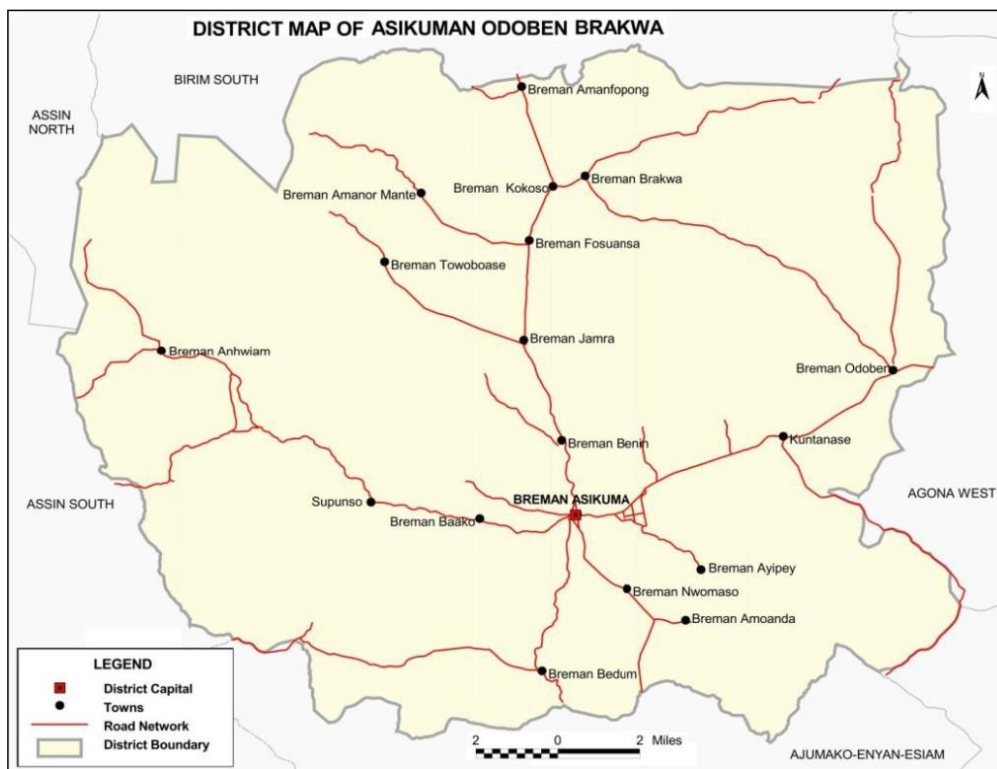 DISTRICT MAP OF ASIKUMAN ODOBEN BRAKWA
BIRIM SOUTH
ASSIN
NORTH
N
Breman Amanfopong
Breman Kokoso
Breman Brakwa
Breman Amanor Mante
Breman Fosuansa
Breman Towoboase
Breman Jamra
Breman Anhwiam
Breman Odoben
Breman Benin
Kuntanase
ASSIN SOUTH
Supunso
BREMAN ASIKUMA
AGONA WEST
Breman Baako
Breman Ayipey
Breman Nwomaso
Breman Amoanda
Breman Bedum
LEGEND
District Capital
Towns
Road Network
District Boundary
2 0 2 Miles
AJUMAKO-ENYAN-ESIAM